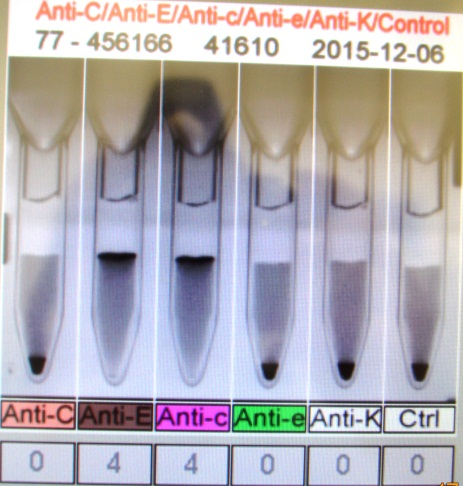 Anti-C/Anti-E/Anti-c/Anti-e/Anti-K/Control
77 - 456166 41610 2015-12-06
Anti-C Anti-E Anti-c Anti-e Anti-K Ctrl
0 4 4 0 0 0